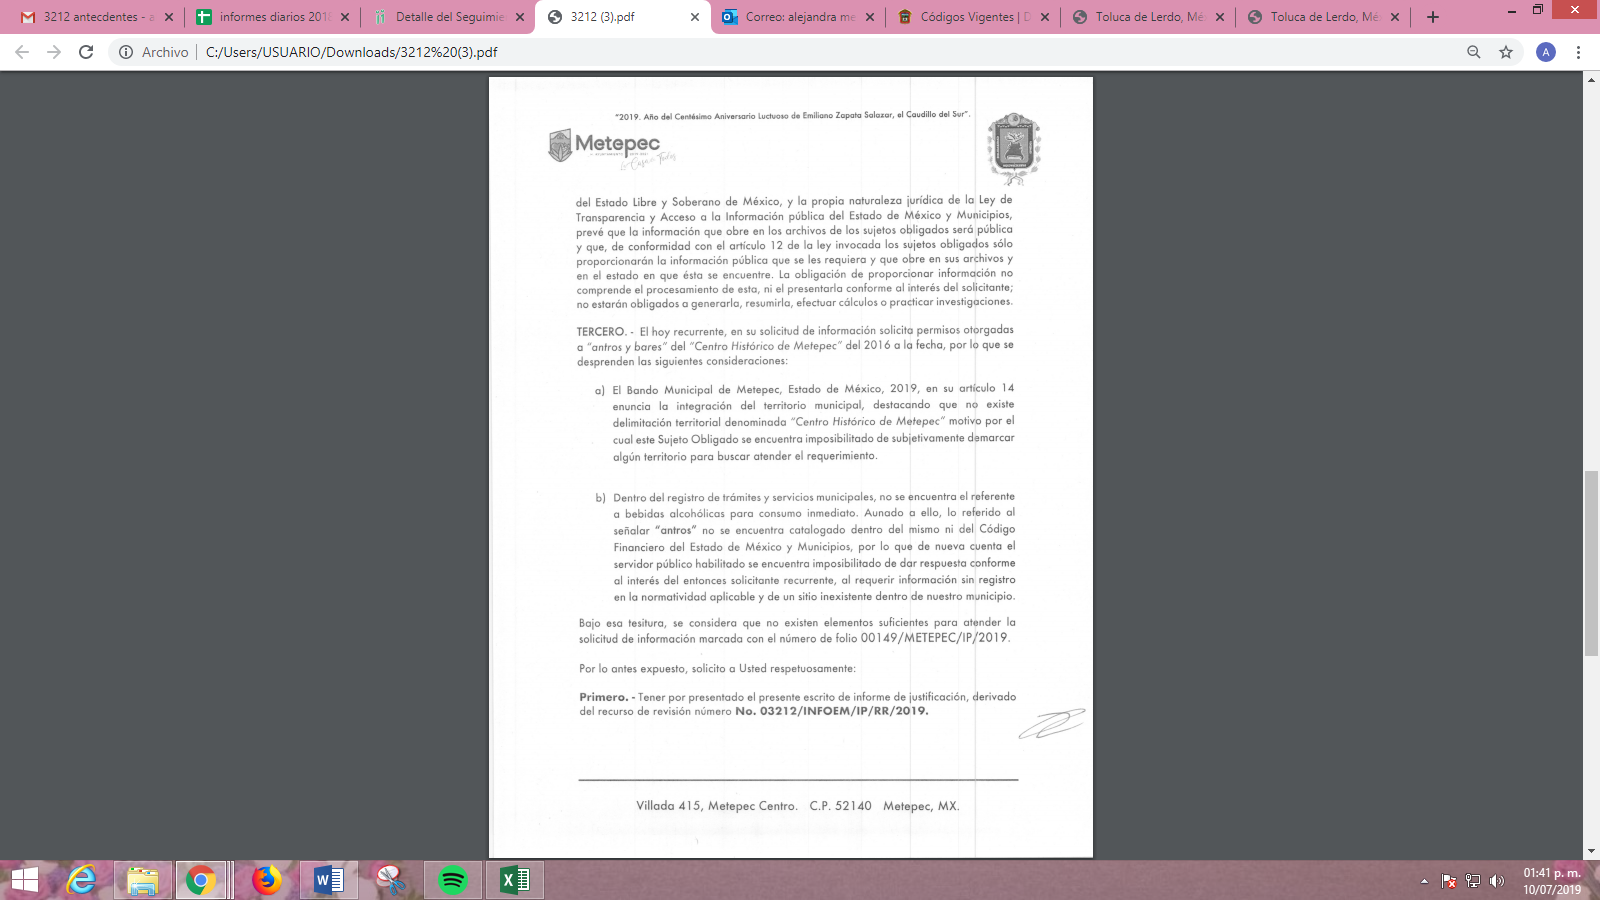 3212 antecdentes - a
informes diarios 2018
Detalle del Seguimie
3212 (3).pdf
Correo: alejandra me
Códigos Vigentes | D
Toluca de Lerdo, Mé
Toluca de Lerdo, Mé
Archivo
C:/Users/USUARIO/Downloads/3212%20(3).pdf
A
"2019. Año del Centésimo Aniversario Luctuoso de Emiliano Zapata Salazar, el Caudillo del Sur".
Metepec
La Casa de Todos
del Estado Libre y Soberano de México, y la propia naturaleza jurídica de la Ley de
Transparencia y Acceso a la Información pública del Estado de México y Municipios,
prevé que la información que obre en los archivos de los sujetos obligados será pública
y que, de conformidad con el artículo 12 de la ley invocada los sujetos obligados sólo
proporcionarán la información pública que se les requiera y que obre en sus archivos y
en el estado en que ésta se encuentre. La obligación de proporcionar información no
comprende el procesamiento de esta, ni el presentarla conforme al interés del solicitante;
no estarán obligados a generarla, resumirla, efectuar cálculos o practicar investigaciones.
TERCERO. - El hoy recurrente, en su solicitud de información solicita permisos otorgadas
a "antros y bares" del "Centro Histórico de Metepec" del 2016 a la fecha, por lo que se
desprenden las siguientes consideraciones:
a) El Bando Municipal de Metepec, Estado de México, 2019, en su artículo 14
enuncia la integración del territorio municipal, destacando que no existe
delimitación territorial denominada "Centro Histórico de Metepec" motivo por el
cual este Sujeto Obligado se encuentra imposibilitado de subjetivamente demarcar
algún territorio para buscar atender el requerimiento.
b) Dentro del registro de trámites y servicios municipales, no se encuentra el referente
a bebidas alcohólicas para consumo inmediato. Aunado a ello, lo referido al
señalar "antros" no se encuentra catalogado dentro del mismo ni del Código
Financiero del Estado de México y Municipios, por lo que de nueva cuenta el
servidor público habilitado se encuentra imposibilitado de dar respuesta conforme
al interés del entonces solicitante recurrente, al requerir información sin registro
en la normatividad aplicable y de un sitio inexistente dentro de nuestro municipio.
Bajo esa tesitura, se considera que no existen elementos suficientes para atender la
solicitud de información marcada con el número de folio 00149/METEPEC/IP/2019.
Por lo antes expuesto, solicito a Usted respetuosamente:
Primero. - Tener por presentado el presente escrito de informe de justificación, derivado
del recurso de revisión número No. 03212/INFOEM/IP/RR/2019.
Villada 415, Metepec Centro. C.P. 52140 Metepec, MX.
01:41 p. m.
10/07/2019